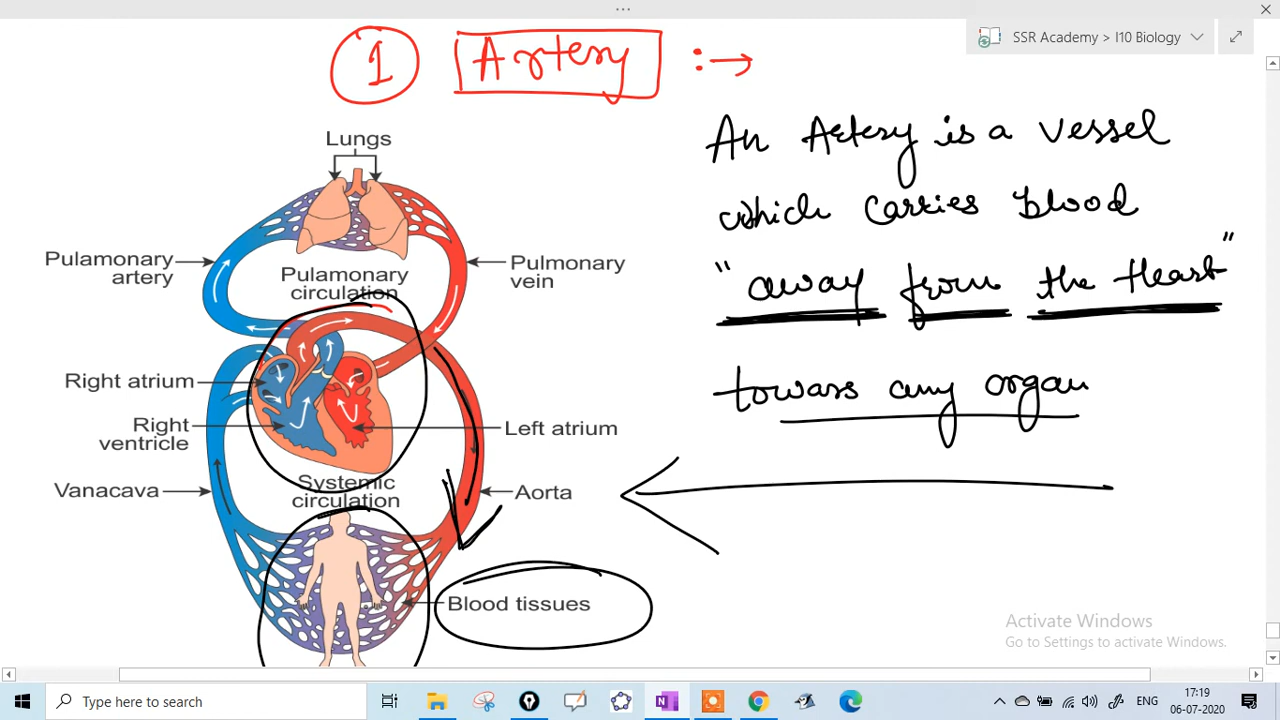 SSR Academy > I10 Biology
1 Artery :→
An Artery is a vessel
which carries blood
"away from the Heart"
towars any organ
Lungs
Pulamonary
artery
Pulmonary
vein
Pulamonary
circulation
Right atrium
Right
ventricle
Left atrium
Vanacava
Systemic
circulation
Aorta
Blood tissues
Activate Windows
Go to Settings to activate Windows.
Type here to search
ENG
17:19
06-07-2020